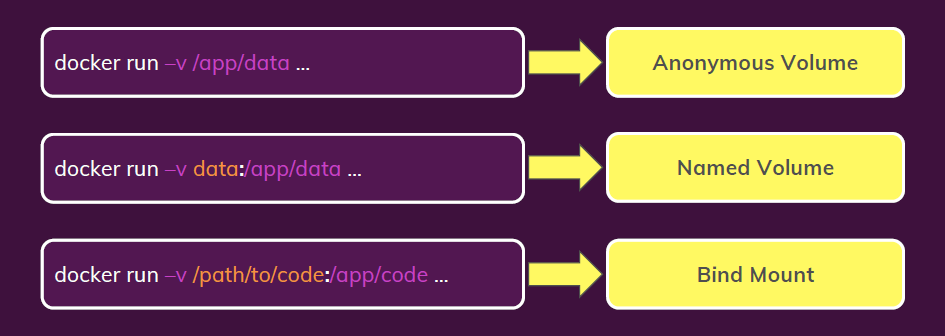 docker run –v /app/data ...
Anonymous Volume
docker run –v data:/app/data ...
Named Volume
docker run –v /path/to/code:/app/code ...
Bind Mount